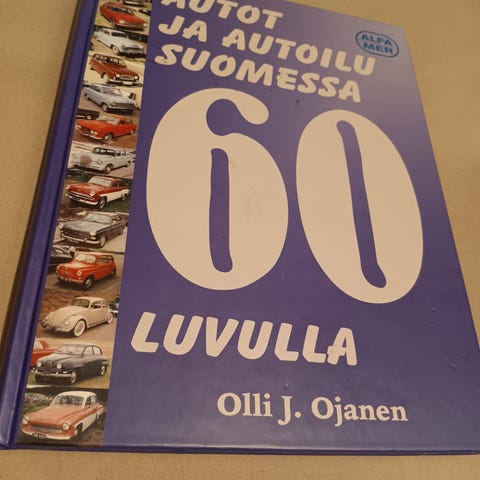 AUTOT
JA AUTOILU
SUOMESSA
ALFA
MER
60
LUVULLA
Olli J. Ojanen